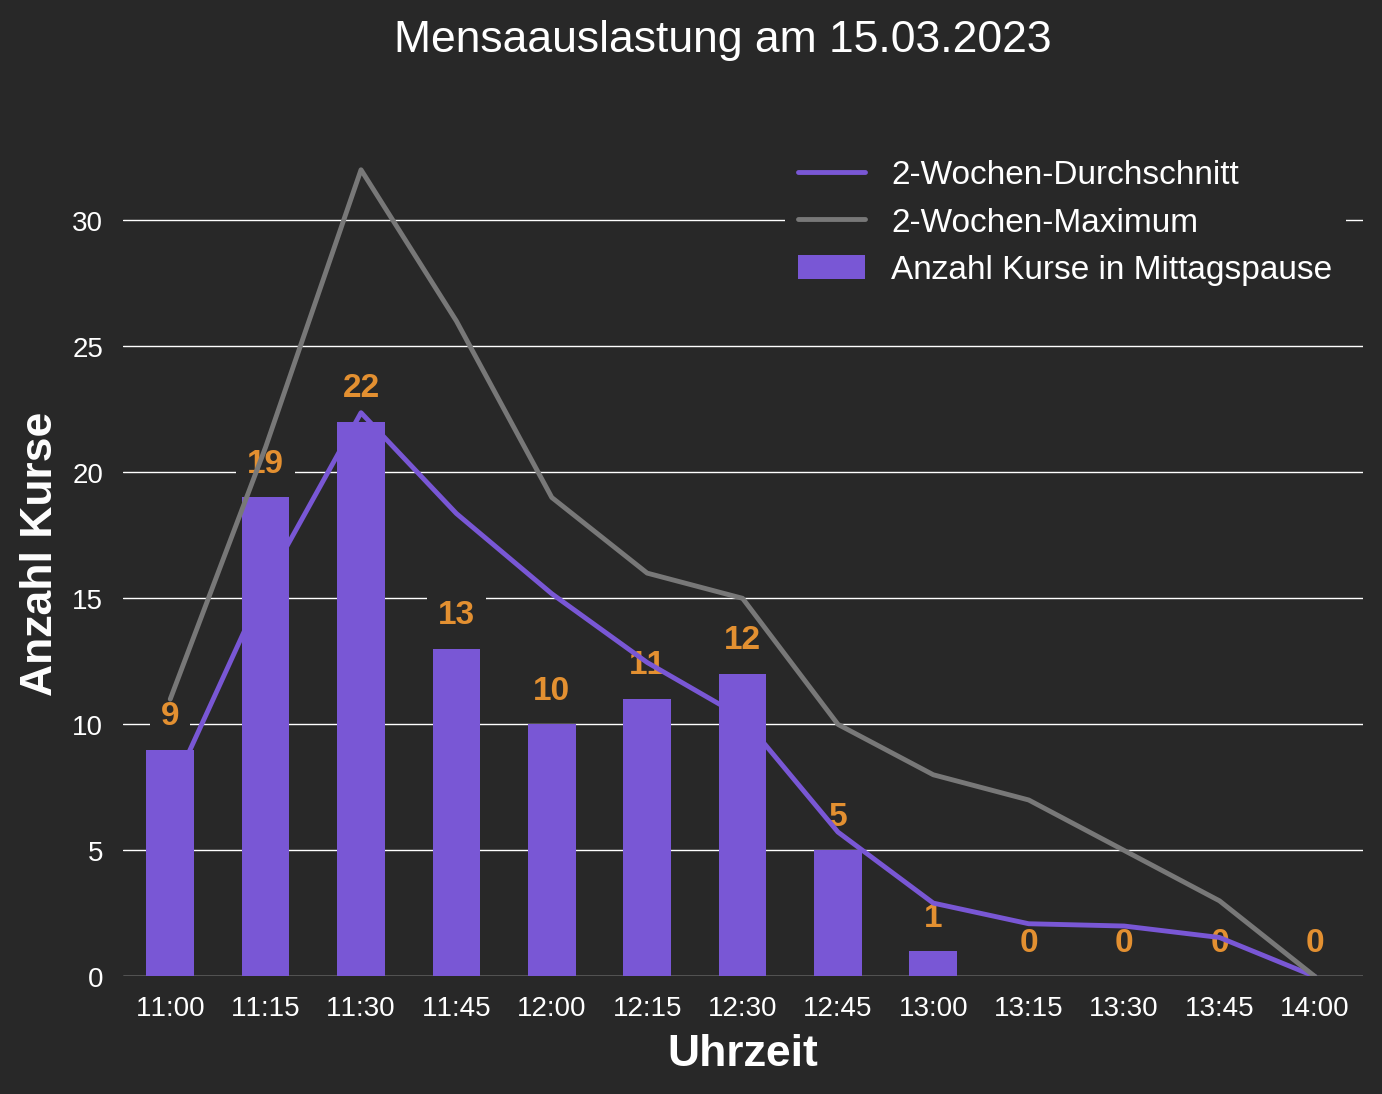 Mensaauslastung am 15.03.2023
2-Wochen-Durchschnitt
2-Wochen-Maximum
Anzahl Kurse in Mittagspause
Anzahl Kurse
30
25
20
15
10
5
0
9
19
22
13
10
11
12
5
1
0
0
0
0
11:00 11:15 11:30 11:45 12:00 12:15 12:30 12:45 13:00 13:15 13:30 13:45 14:00
Uhrzeit